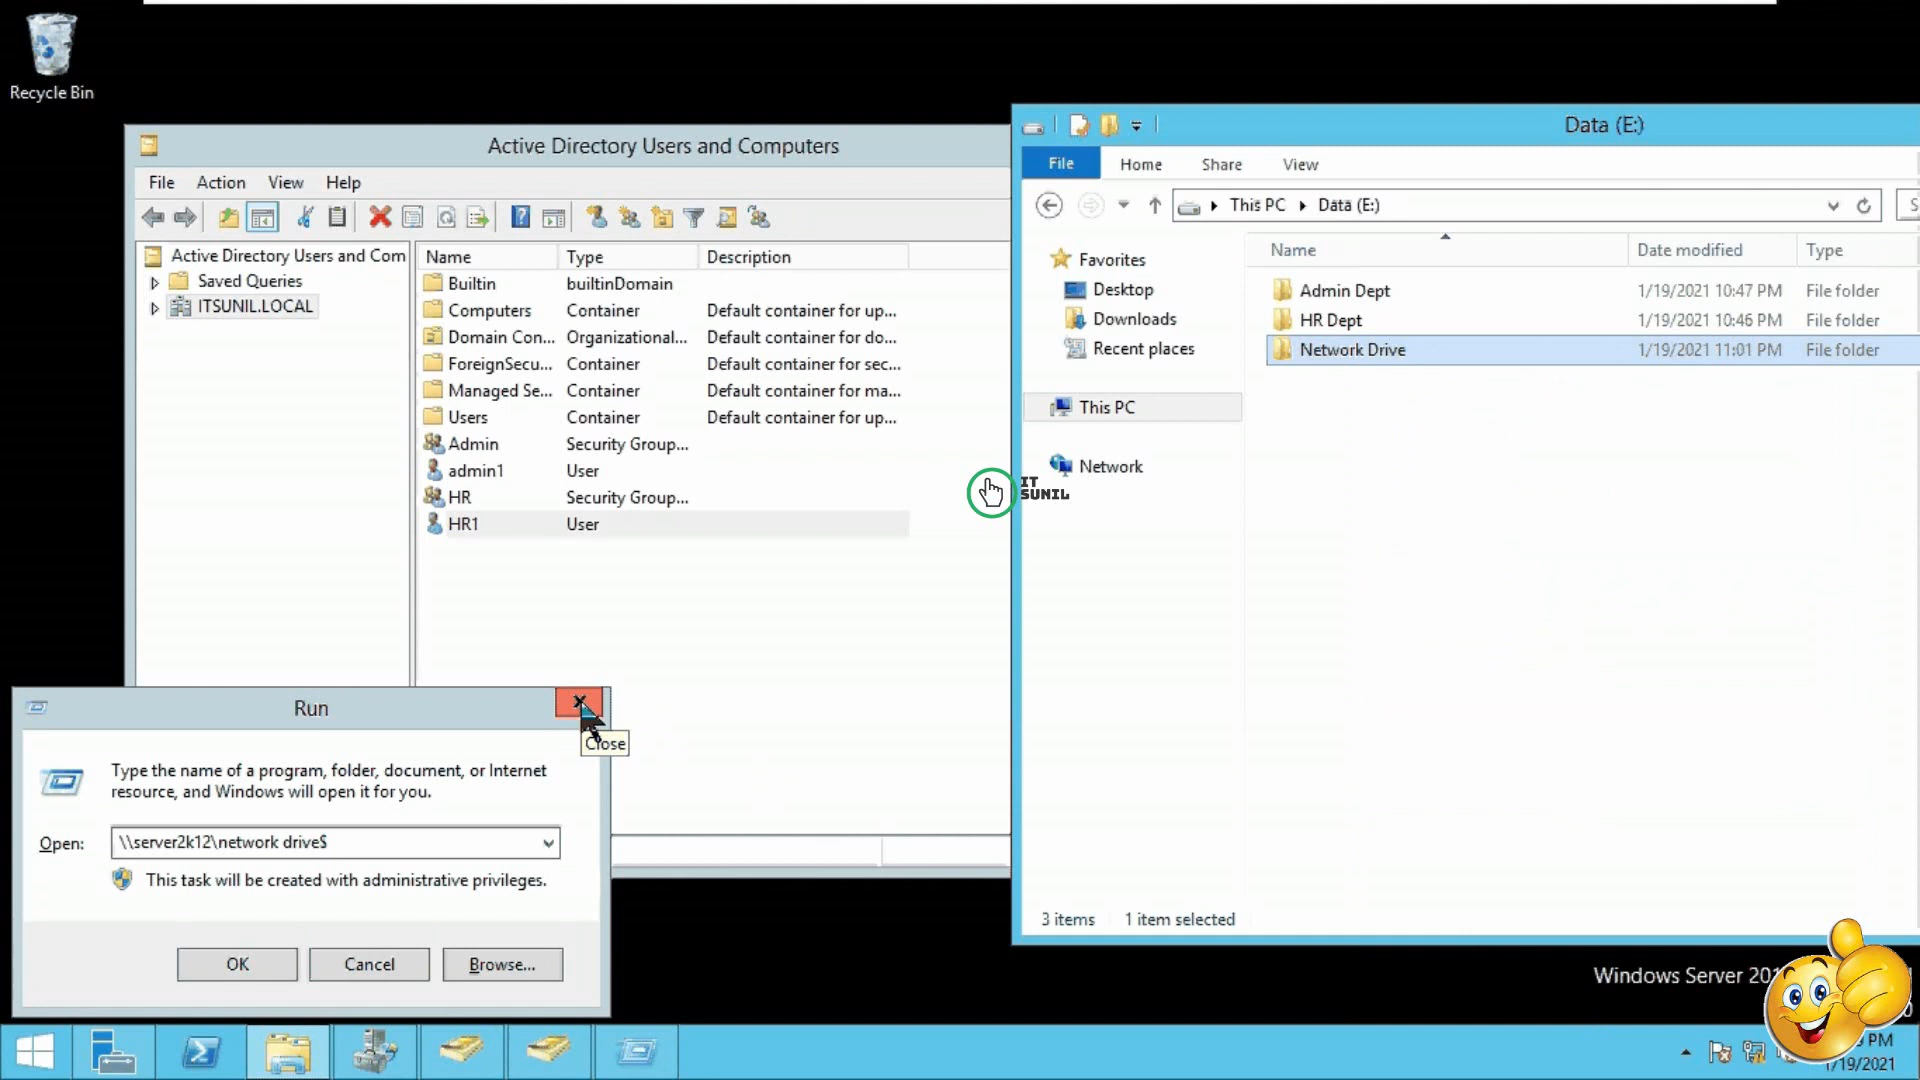 Recycle Bin
Active Directory Users and Computers
File Action View Help
Active Directory Users and Com
Saved Queries
ITSUNIL.LOCAL
Name Type Description
Builtin builtinDomain
Computers Container Default container for up...
Domain Con... Organizational... Default container for do...
ForeignSecu... Container Default container for sec...
Managed Se... Container Default container for ma...
Users Container Default container for up...
Admin Security Group...
admin1 User
HR Security Group...
HR1 User
Data (E:)
File Home Share View
This PC Data (E:)
S
Favorites
Desktop
Downloads
Recent places
This PC
Network
Name Date modified Type
Admin Dept 1/19/2021 10:47 PM File folder
HR Dept 1/19/2021 10:46 PM File folder
Network Drive 1/19/2021 11:01 PM File folder
3 items 1 item selected
IT
SUNIL
Run
Close
Type the name of a program, folder, document, or Internet
resource, and Windows will open it for you.
Open: \\server2k12\network drive$
This task will be created with administrative privileges.
OK Cancel Browse...
Windows Server
PM
1/19/2021